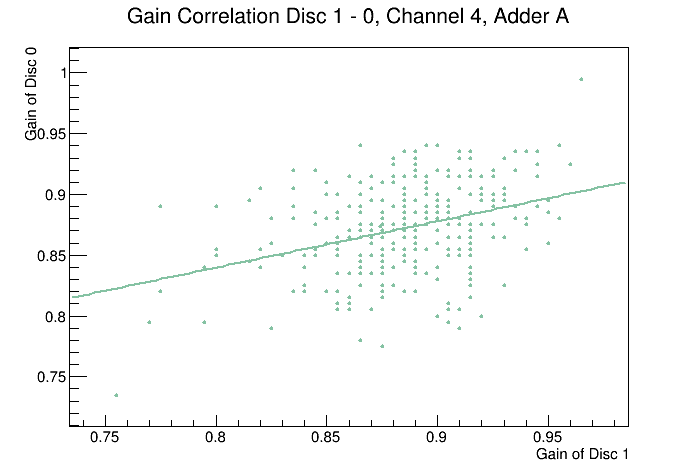 Gain Correlation Disc 1 - 0, Channel 4, Adder A
Gain of Disc 0
1
0.95
0.9
0.85
0.8
0.75
0.75 0.8 0.85 0.9 0.95
Gain of Disc 1